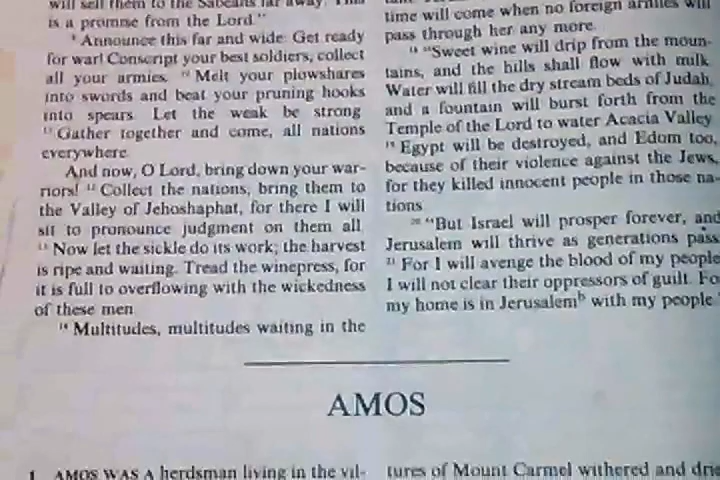 will sell them to the Sabeans far away. This
is a promise from the Lord."
⁹ Announce this far and wide: Get ready
for war! Conscript your best soldiers, collect
all your armies. ¹⁰ Melt your plowshares
into swords and beat your pruning hooks
into spears. Let the weak be strong.
¹¹ Gather together and come, all nations
everywhere.
And now, O Lord, bring down your war-
riors! ¹² Collect the nations, bring them to
the Valley of Jehoshaphat, for there I will
sit to pronounce judgment on them all.
¹³ Now let the sickle do its work; the harvest
is ripe and waiting. Tread the winepress, for
it is full to overflowing with the wickedness
of these men.
¹⁴ Multitudes, multitudes waiting in the
time will come when no foreign armies will
pass through her any more.
¹⁸ "Sweet wine will drip from the moun-
tains, and the hills shall flow with milk.
Water will fill the dry stream beds of Judah,
and a fountain will burst forth from the
Temple of the Lord to water Acacia Valley.
¹⁹ Egypt will be destroyed, and Edom too,
because of their violence against the Jews,
for they killed innocent people in those na-
tions.
²⁰ "But Israel will prosper forever, and
Jerusalem will thrive as generations pass.
²¹ For I will avenge the blood of my people;
I will not clear their oppressors of guilt. Fo
my home is in Jerusalem ᵇ with my people."
AMOS
1 AMOS WAS A herdsman living in the vil-
tures of Mount Carmel withered and drie